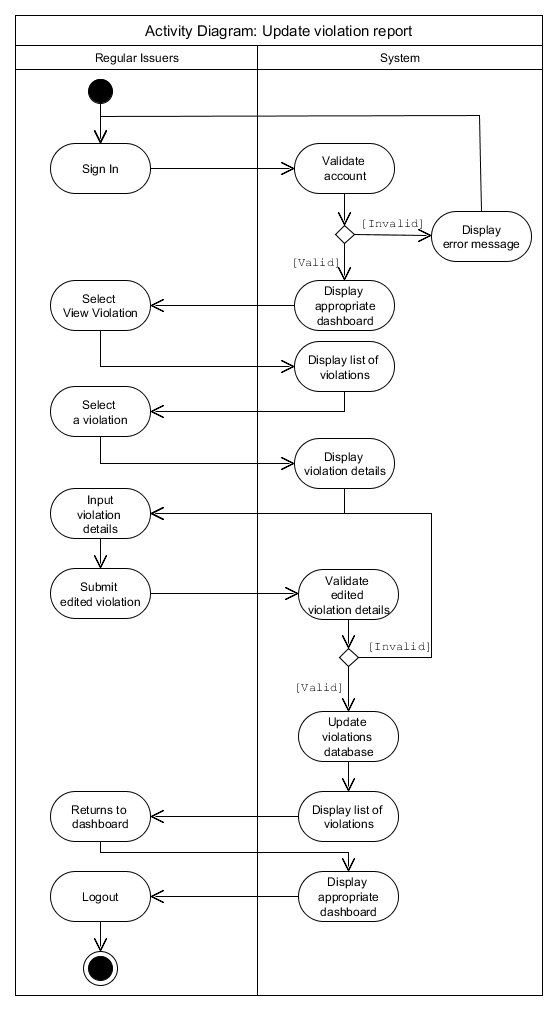 Activity Diagram: Update violation report
Regular Issuers
System
Sign In
Validate
account
[Invalid]
Display
error message
[Valid]
Select
View Violation
Display
appropriate
dashboard
Display list of
violations
Select
a violation
Display
violation details
Input
violation
details
Submit
edited violation
Validate
edited
violation details
[Invalid]
[Valid]
Update
violations
database
Returns to
dashboard
Display list of
violations
Logout
Display
appropriate
dashboard